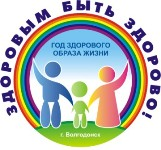 ЗДОРОВЫМ БЫТЬ ЗДОРОВО!
ГОД ЗДОРОВОГО
ОБРАЗА ЖИЗНИ
г. Волгодонск